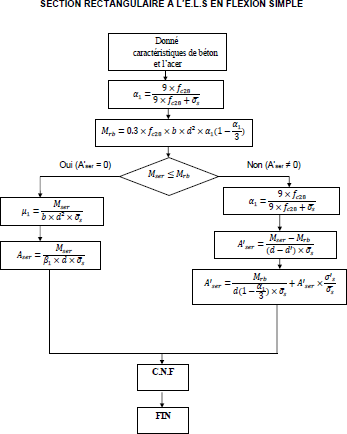 SECTION RECTANGULAIRE A L'E.L.S EN FLEXION SIMPLE
Donné
caractéristiques de béton
et l'acer
α₁ = (9 × f_c28) / (9 × f_c28 + σ̄_s)
M_rb = 0.3 × f_c28 × b × d² × α₁(1 − α₁/3)
Oui (A'ser = 0)
M_ser ≤ M_rb
Non (A'ser ≠ 0)
μ₁ = M_ser / (b × d² × σ̄_s)
α₁ = (9 × f_c28) / (9 × f_c28 + σ̄_s)
A_ser = M_ser / (β₁ × d × σ̄_s)
A'_ser = (M_ser − M_rb) / ((d − d') × σ̄_s)
A'_ser = M_rb / (d(1 − α₁/3) × σ̄_s) + A'_ser × σ'_s / σ̄_s
C.N.F
FIN